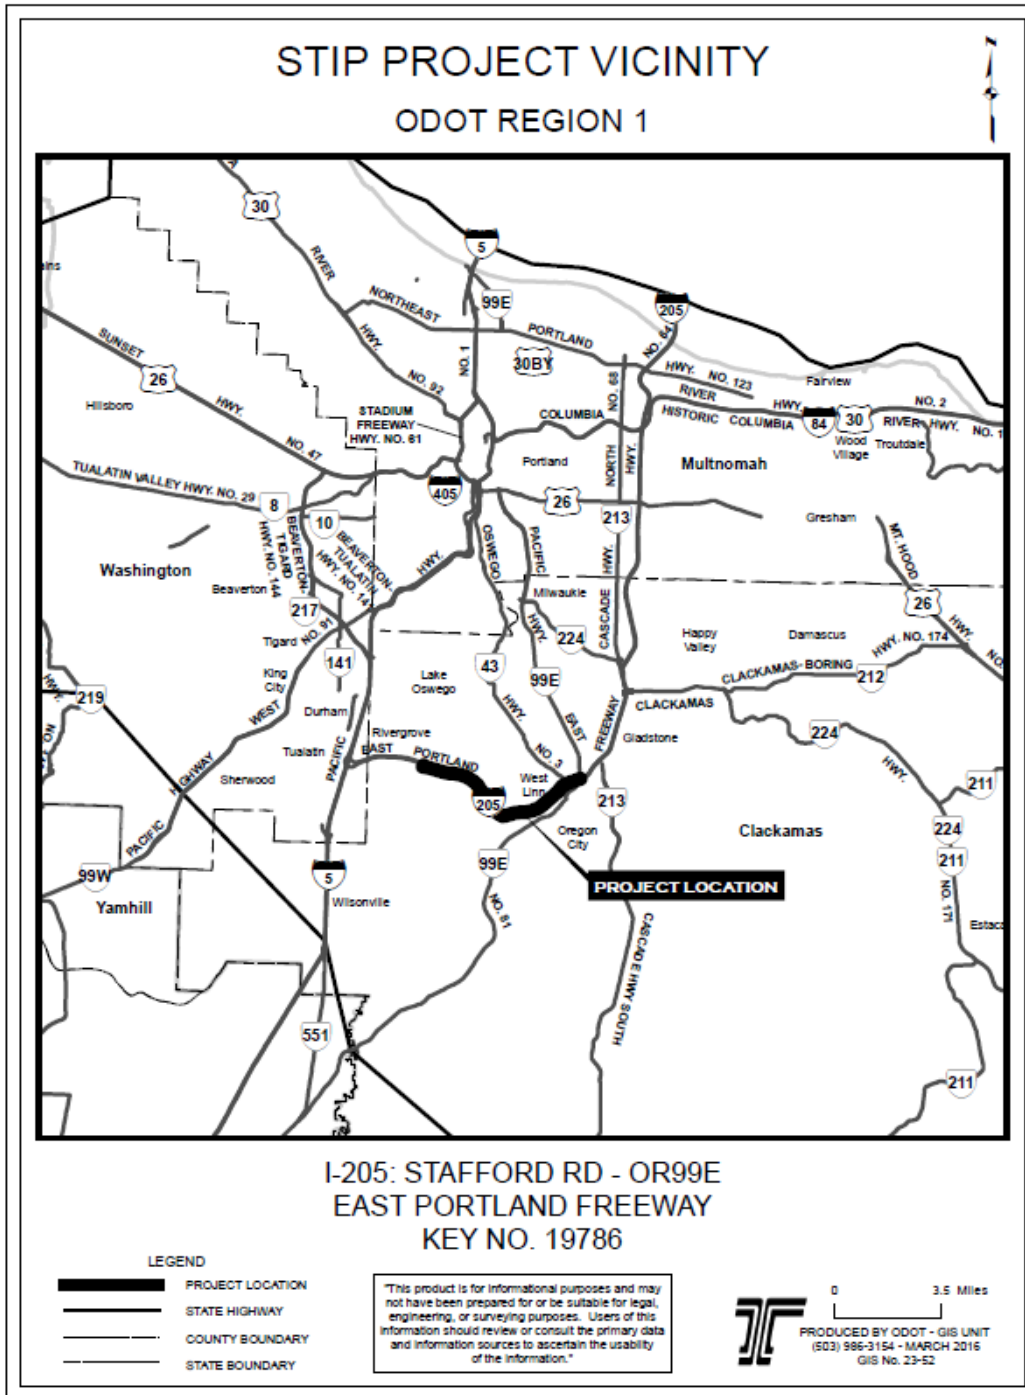 STIP PROJECT VICINITY
ODOT REGION 1
N
30
RIVER
HWY.
NO. 92
5
99E
205
NO. 64
NORTHEAST
PORTLAND
HWY. NO. 123
30BY
NO. 1
NO. 68
SUNSET
26
HWY.
NO. 47
Hillsboro
STADIUM
FREEWAY
HWY. NO. 61
COLUMBIA
RIVER
HWY.
HISTORIC COLUMBIA
RIVER
HWY.
84
30
NO. 2
NO. 1
Fairview
Wood
Village
Troutdale
Portland
Multnomah
NORTH
HWY.
TUALATIN VALLEY HWY. NO. 29
8
10
405
26
213
Gresham
BEAVERTON-
TIGARD
HWY. NO. 144
BEAVERTON-
TUALATIN
HWY. NO. 141
HWY.
OSWEGO
PACIFIC
CASCADE HWY.
MT. HOOD
26
HWY.
NO.
Washington
Beaverton
217
Tigard
NO. 91
141
Milwaukie
HWY.
224
43
99E
Happy
Valley
Damascus
HWY. NO. 174
CLACKAMAS-BORING
212
CLACKAMAS
HWY.
219
King
City
WEST
Lake
Oswego
HWY.
NO. 3
EAST
FREEWAY
Gladstone
224
HWY.
Durham
Tualatin
Rivergrove
EAST
PORTLAND
PACIFIC
HIGHWAY
Sherwood
205
West
Linn
213
211
ON
PACIFIC
Oregon
City
Clackamas
224
211
99W
5
99E
PROJECT LOCATION
Yamhill
Wilsonville
NO. 81
NO. 171
Estac
CASCADE HWY SOUTH
551
211
I-205: STAFFORD RD - OR99E
EAST PORTLAND FREEWAY
KEY NO. 19786
LEGEND
PROJECT LOCATION
STATE HIGHWAY
COUNTY BOUNDARY
STATE BOUNDARY
"This product is for informational purposes and may
not have been prepared for or be suitable for legal,
engineering, or surveying purposes. Users of this
information should review or consult the primary data
and information sources to ascertain the usability
of the information."
0 3.5 Miles
PRODUCED BY ODOT - GIS UNIT
(503) 986-3154 - MARCH 2016
GIS No. 23-52